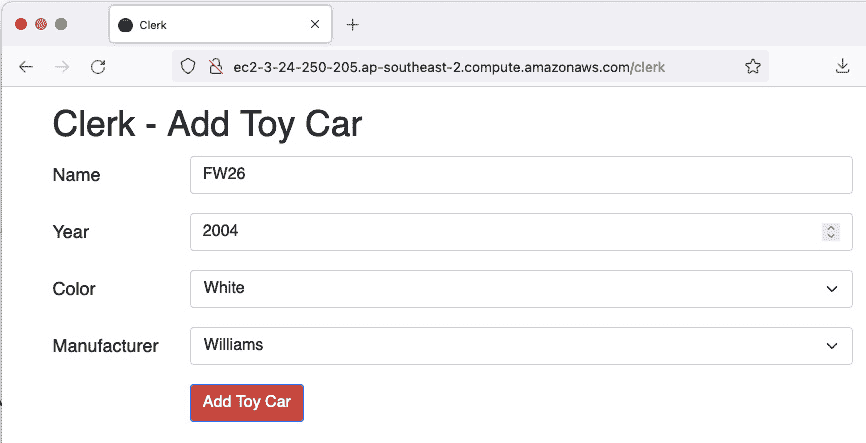 Clerk
ec2-3-24-250-205.ap-southeast-2.compute.amazonaws.com/clerk
Clerk - Add Toy Car
Name FW26
Year 2004
Color White
Manufacturer Williams
Add Toy Car